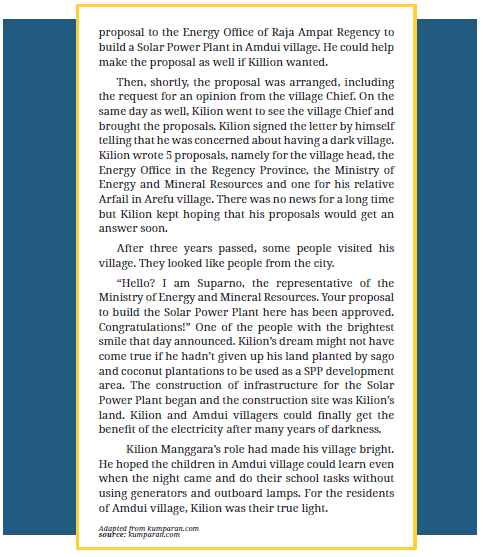 proposal to the Energy Office of Raja Ampat Regency to
build a Solar Power Plant in Amdui village. He could help
make the proposal as well if Killion wanted.
Then, shortly, the proposal was arranged, including
the request for an opinion from the village Chief. On the
same day as well, Kilion went to see the village Chief and
brought the proposals. Kilion signed the letter by himself
telling that he was concerned about having a dark village.
Kilion wrote 5 proposals, namely for the village head, the
Energy Office in the Regency Province, the Ministry of
Energy and Mineral Resources and one for his relative
Arfail in Arefu village. There was no news for a long time
but Kilion kept hoping that his proposals would get an
answer soon.
After three years passed, some people visited his
village. They looked like people from the city.
“Hello? I am Suparno, the representative of the
Ministry of Energy and Mineral Resources. Your proposal
to build the Solar Power Plant here has been approved.
Congratulations!” One of the people with the brightest
smile that day announced. Kilion’s dream might not have
come true if he hadn’t given up his land planted by sago
and coconut plantations to be used as a SPP development
area. The construction of infrastructure for the Solar
Power Plant began and the construction site was Kilion’s
land. Kilion and Amdui villagers could finally get the
benefit of the electricity after many years of darkness.
Kilion Manggara’s role had made his village bright.
He hoped the children in Amdui village could learn even
when the night came and do their school tasks without
using generators and outboard lamps. For the residents
of Amdui village, Kilion was their true light.
Adapted from kumparan.com
source: kumparan.com